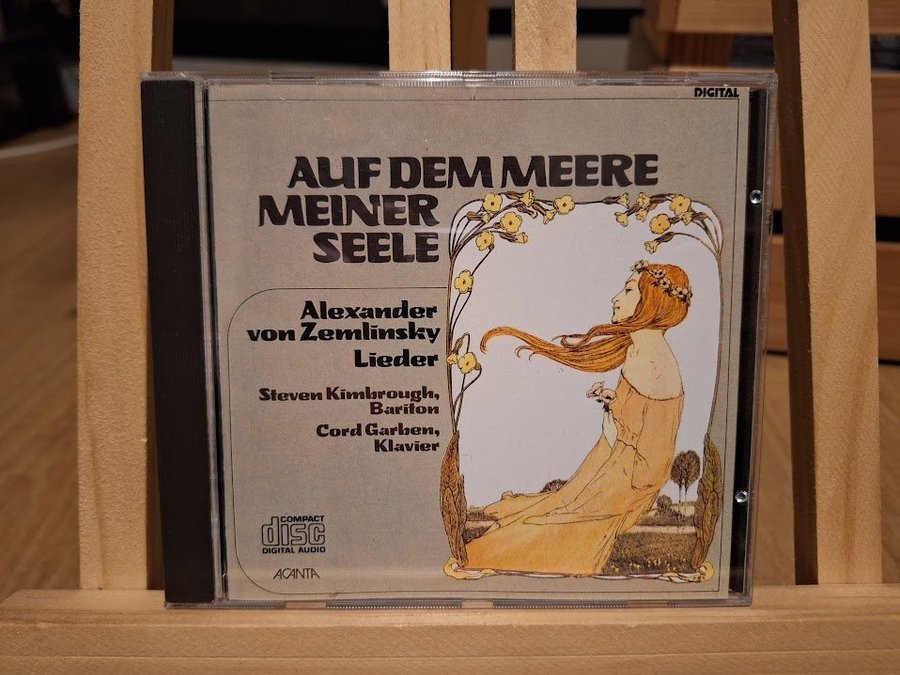 DIGITAL
AUF DEM MEERE
MEINER
SEELE
Alexander
von Zemlinsky
Lieder
Steven Kimbrough,
Bariton
Cord Garben,
Klavier
COMPACT
disc
DIGITAL AUDIO
ACANTA